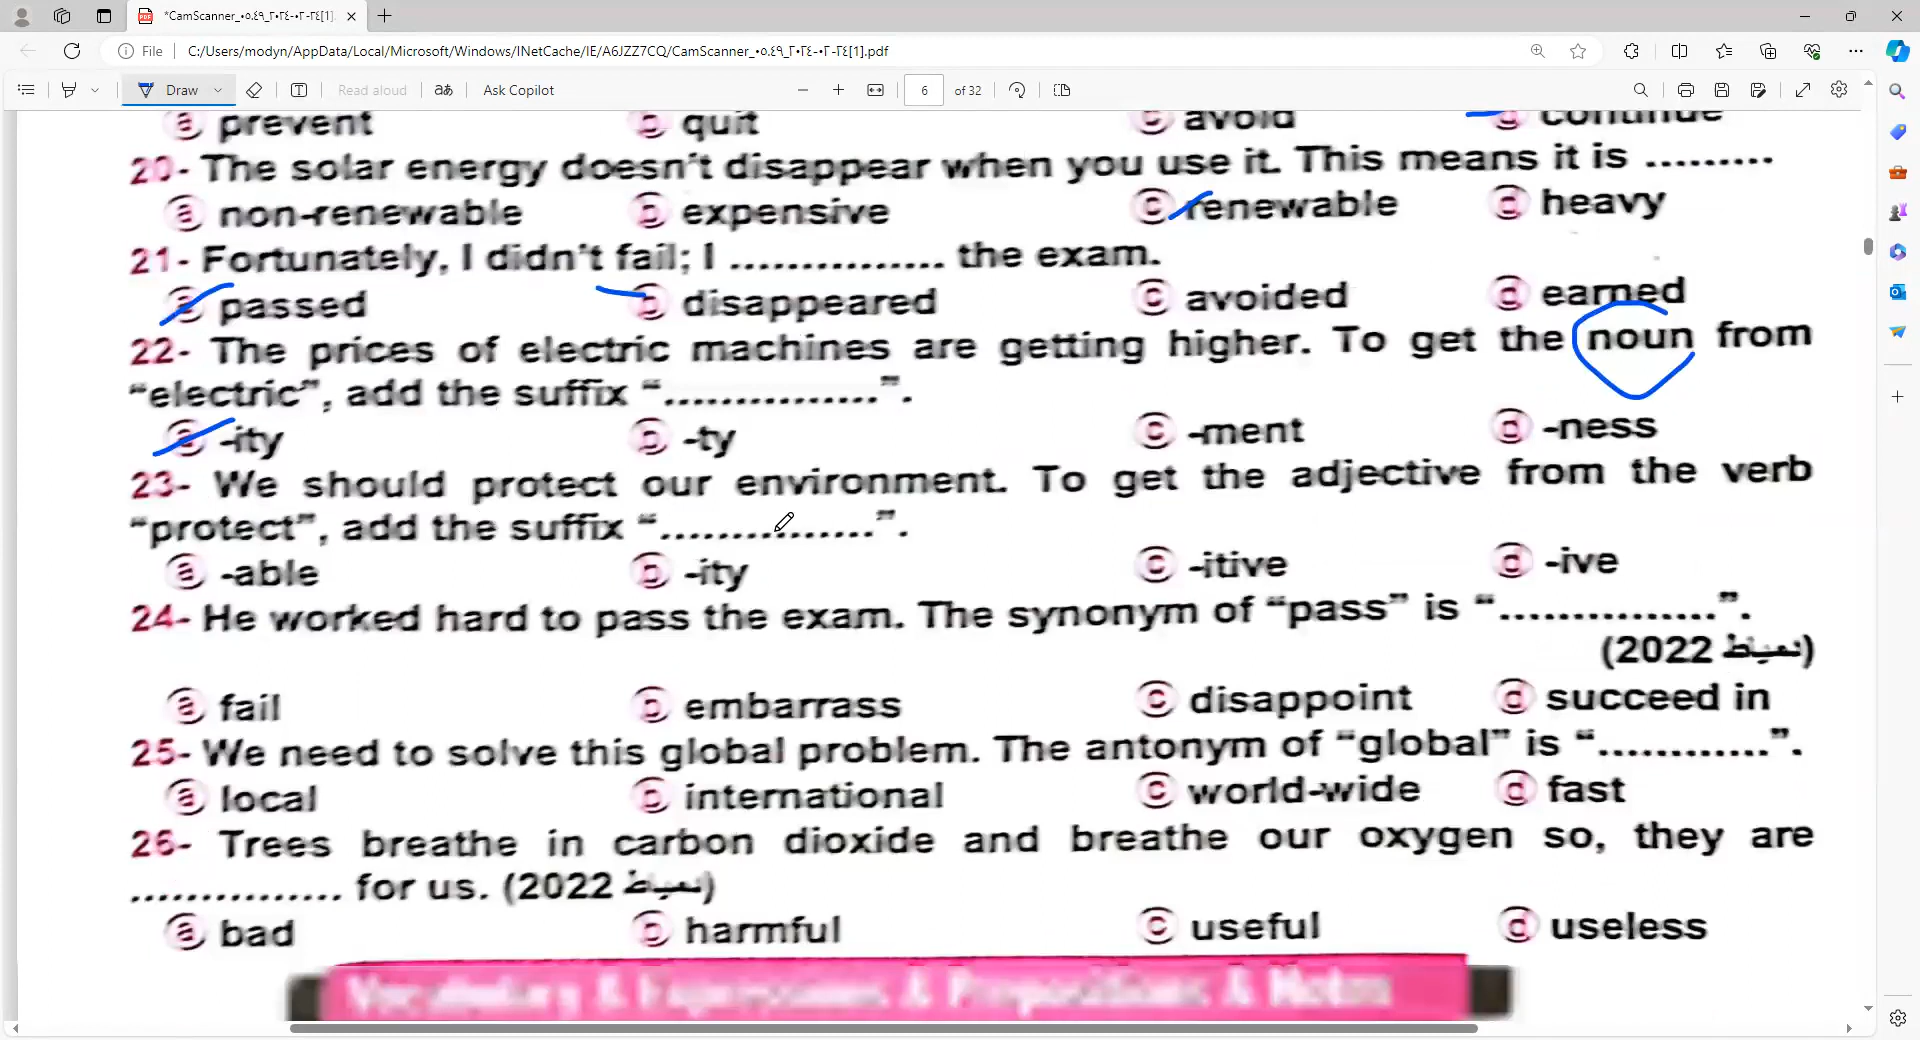 *CamScanner_٠٥.٤٩_٢٠٢٤-٠٢-٢٤[1].
File C:/Users/modyn/AppData/Local/Microsoft/Windows/INetCache/IE/A6JZZ7CQ/CamScanner_٠٥.٤٩_٢٠٢٤-٠٢-٢٤[1].pdf
Draw Read aloud aあ Ask Copilot 6 of 32
a prevent b quit c avoid d continue
20- The solar energy doesn't disappear when you use it. This means it is .........
a non-renewable b expensive c renewable d heavy
21- Fortunately, I didn't fail; I ............... the exam.
a passed b disappeared c avoided d earned
22- The prices of electric machines are getting higher. To get the noun from
"electric", add the suffix "...............".
a -ity b -ty c -ment d -ness
23- We should protect our environment. To get the adjective from the verb
"protect", add the suffix "...............".
a -able b -ity c -itive d -ive
24- He worked hard to pass the exam. The synonym of "pass" is "...............".
(2022 دمياط)
a fail b embarrass c disappoint d succeed in
25- We need to solve this global problem. The antonym of "global" is "............".
a local b international c world-wide d fast
26- Trees breathe in carbon dioxide and breathe our oxygen so, they are
............... for us. (2022 دمياط)
a bad b harmful c useful d useless
Vocabulary & Expressions & Prepositions & Notes